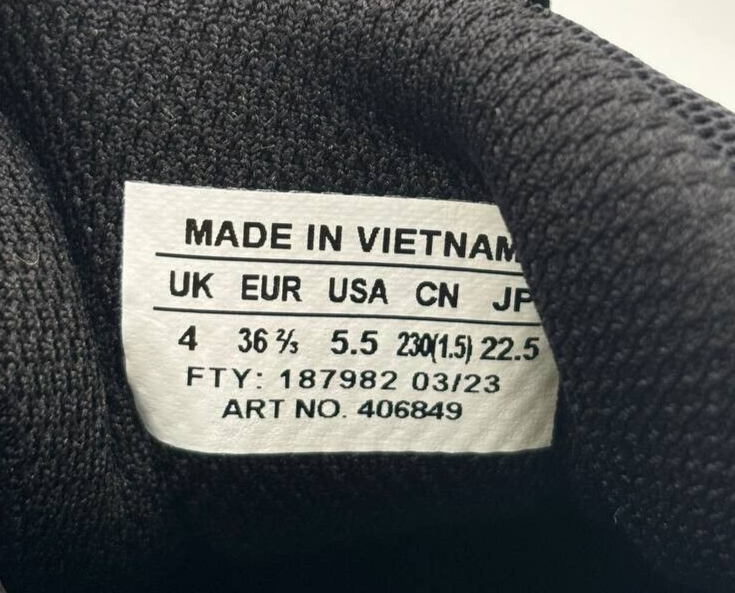 MADE IN VIETNAM
UK EUR USA CN JP
4 36 ⅔ 5.5 230(1.5) 22.5
FTY: 187982 03/23
ART NO. 406849